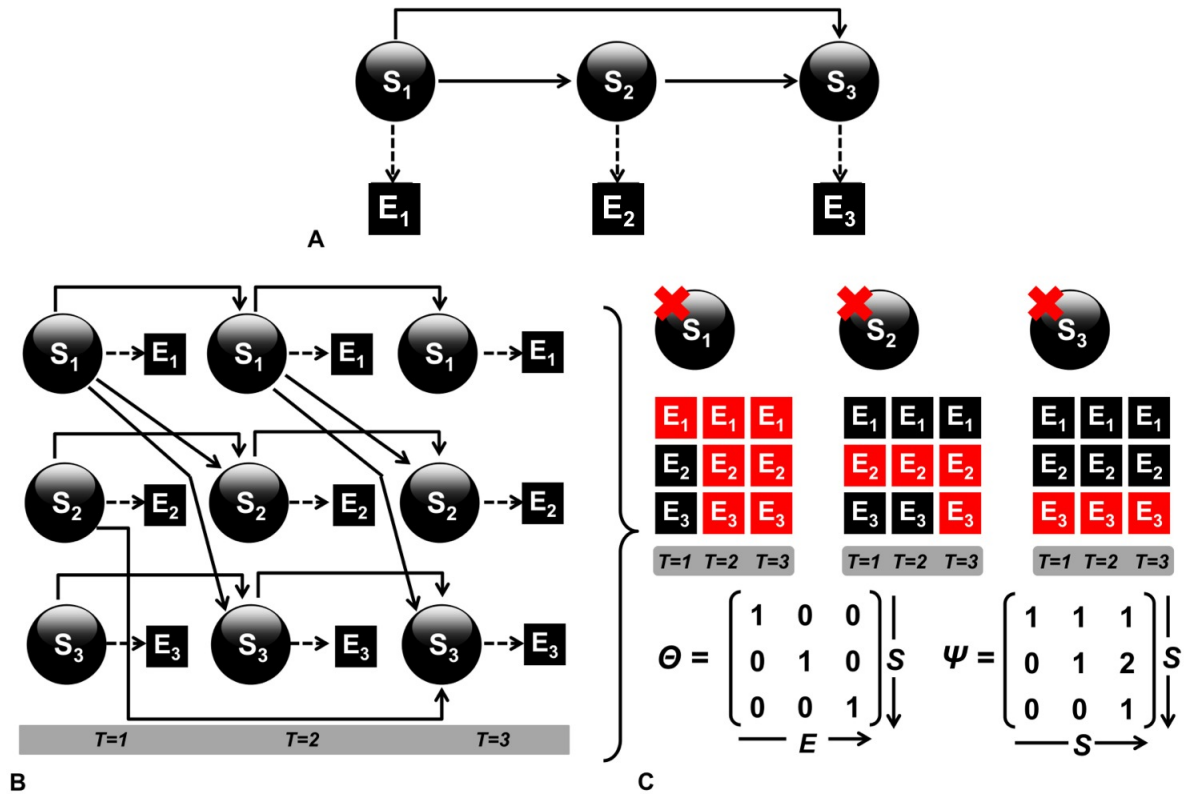 S1 S2 S3
E1 E2 E3
A
S1 E1 S1 E1 S1 E1
S2 E2 S2 E2 S2 E2
S3 E3 S3 E3 S3 E3
T=1 T=2 T=3
B
S1 S2 S3
E1 E1 E1 E1 E1 E1 E1 E1 E1
E2 E2 E2 E2 E2 E2 E2 E2 E2
E3 E3 E3 E3 E3 E3 E3 E3 E3
T=1 T=2 T=3 T=1 T=2 T=3 T=1 T=2 T=3
1 0 0 1 1 1
Θ = 0 1 0 S Ψ = 0 1 2 S
0 0 1 0 0 1
E S
C